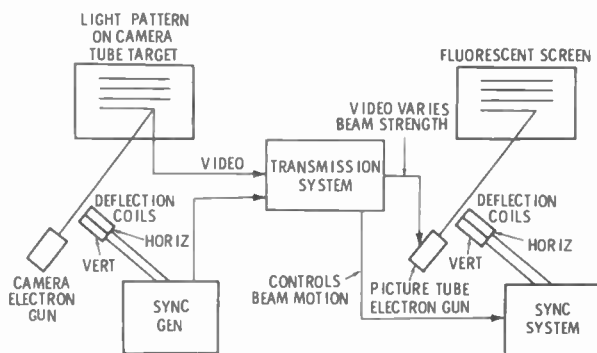 LIGHT PATTERN
ON CAMERA
TUBE TARGET
FLUORESCENT SCREEN
VIDEO VARIES
BEAM STRENGTH
VIDEO
TRANSMISSION
SYSTEM
DEFLECTION
COILS
HORIZ
VERT
CAMERA
ELECTRON
GUN
SYNC
GEN
DEFLECTION
COILS
HORIZ
VERT
CONTROLS
BEAM MOTION
PICTURE TUBE
ELECTRON GUN
SYNC
SYSTEM